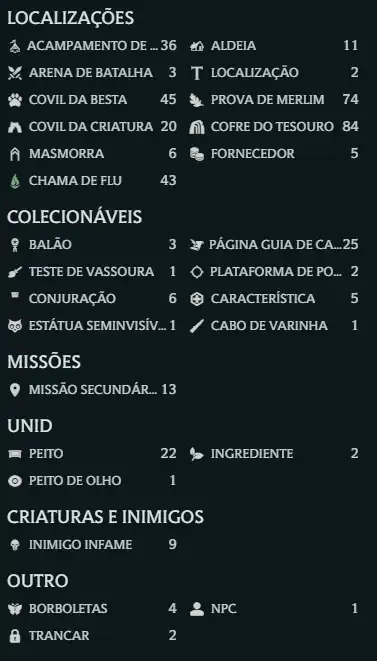 LOCALIZAÇÕES
ACAMPAMENTO DE ... 36 ALDEIA 11
ARENA DE BATALHA 3 LOCALIZAÇÃO 2
COVIL DA BESTA 45 PROVA DE MERLIM 74
COVIL DA CRIATURA 20 COFRE DO TESOURO 84
MASMORRA 6 FORNECEDOR 5
CHAMA DE FLU 43
COLECIONÁVEIS
BALÃO 3 PÁGINA GUIA DE CA... 25
TESTE DE VASSOURA 1 PLATAFORMA DE PO... 2
CONJURAÇÃO 6 CARACTERÍSTICA 5
ESTÁTUA SEMINVISÍV... 1 CABO DE VARINHA 1
MISSÕES
MISSÃO SECUNDÁR... 13
UNID
PEITO 22 INGREDIENTE 2
PEITO DE OLHO 1
CRIATURAS E INIMIGOS
INIMIGO INFAME 9
OUTRO
BORBOLETAS 4 NPC 1
TRANCAR 2